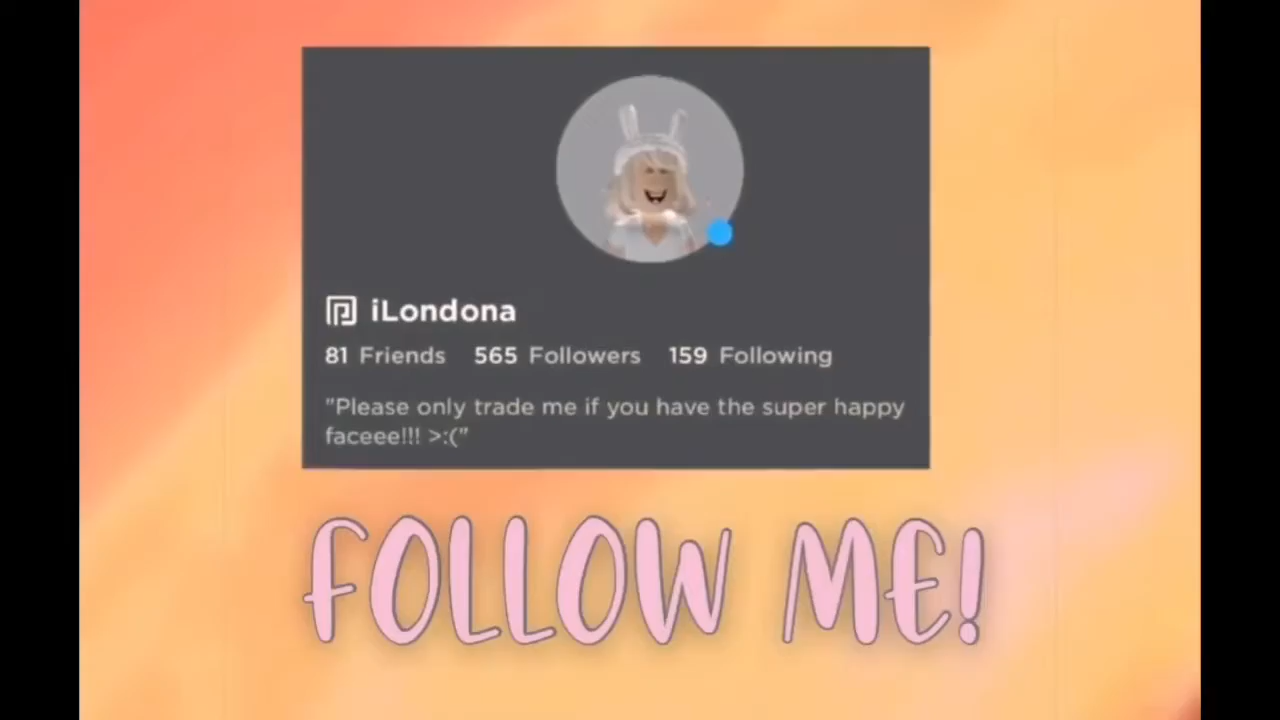 iLondona
81 Friends 565 Followers 159 Following
"Please only trade me if you have the super happy
faceee!!! >:("
FOLLOW ME!